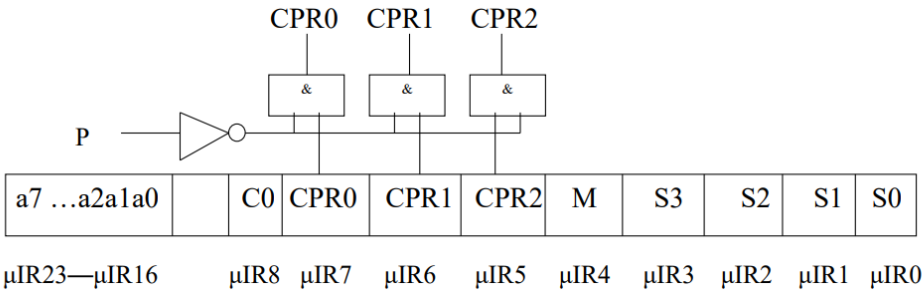 CPR0 CPR1 CPR2
& & &
P
a7 …a2a1a0 C0 CPR0 CPR1 CPR2 M S3 S2 S1 S0
μIR23—μIR16 μIR8 μIR7 μIR6 μIR5 μIR4 μIR3 μIR2 μIR1 μIR0